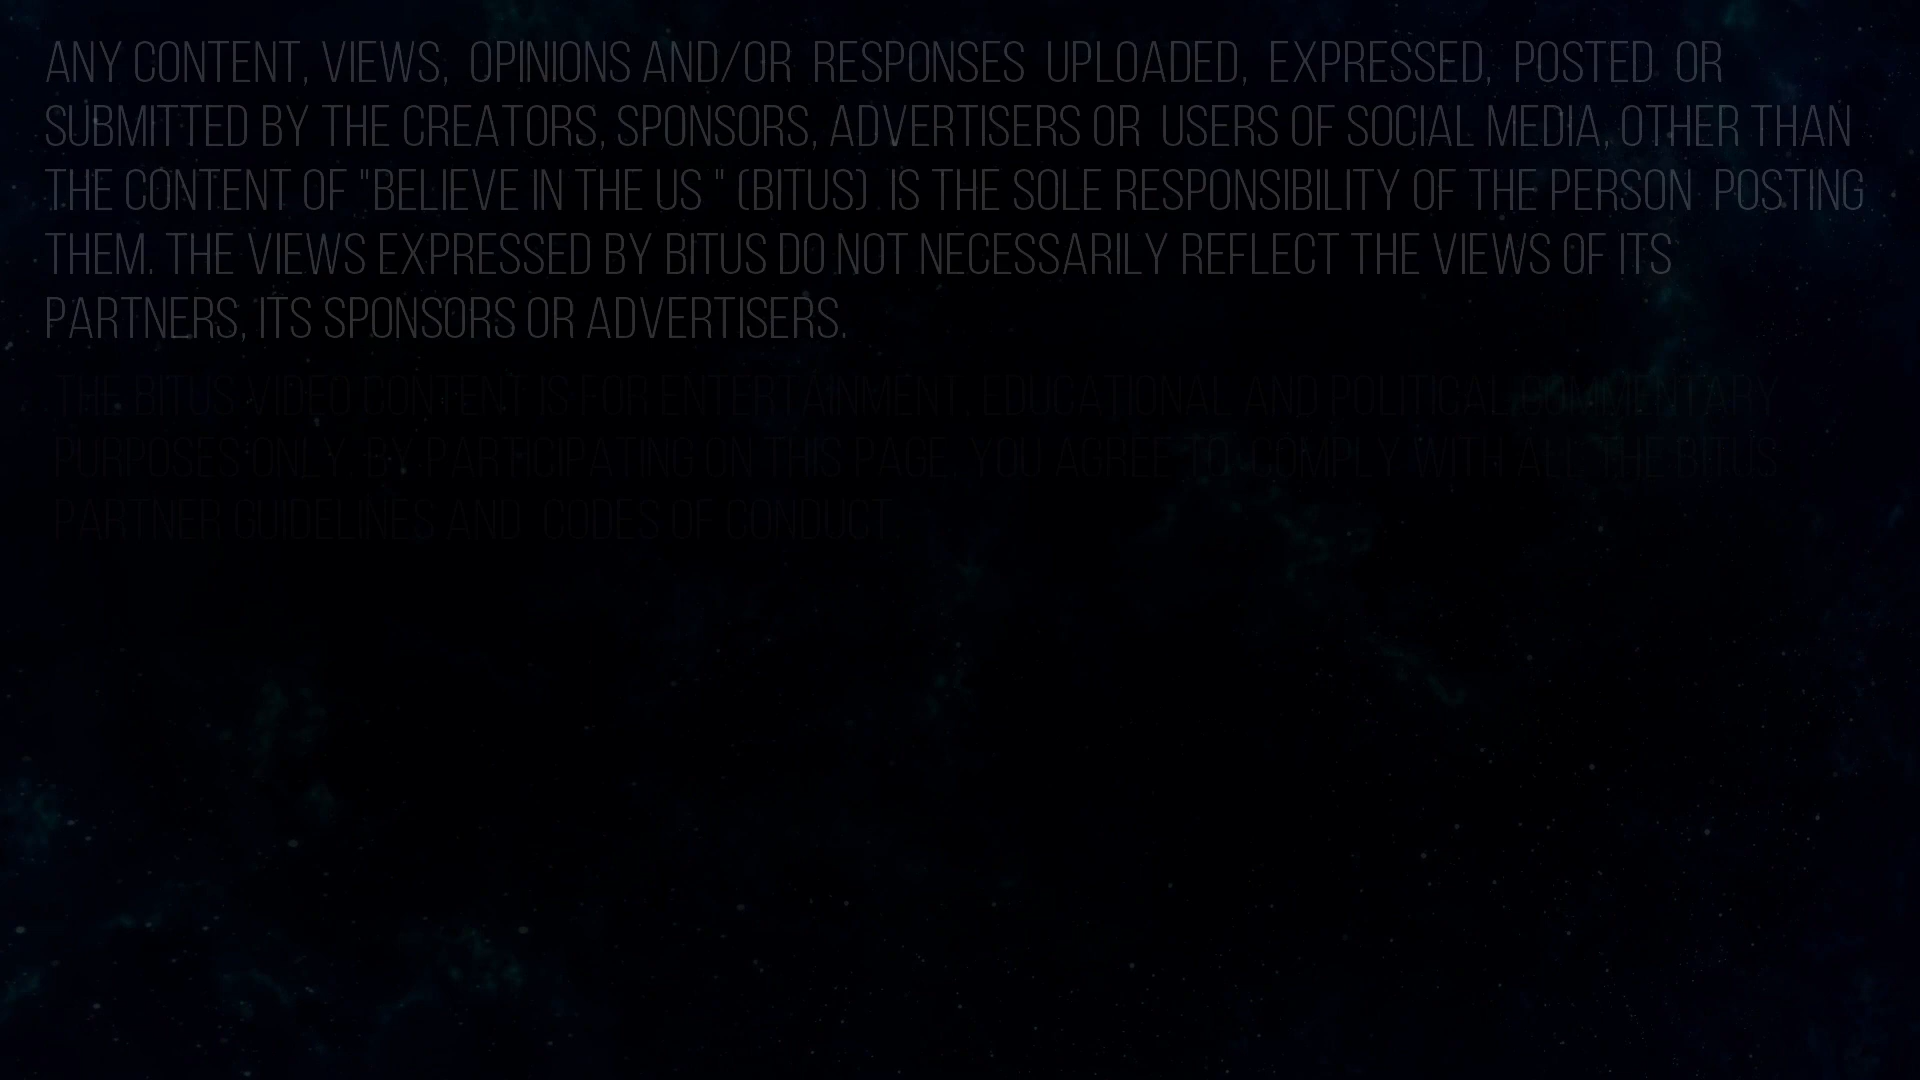 ANY CONTENT, VIEWS, OPINIONS AND/OR RESPONSES UPLOADED, EXPRESSED, POSTED OR
SUBMITTED BY THE CREATORS, SPONSORS, ADVERTISERS OR USERS OF SOCIAL MEDIA, OTHER THAN
THE CONTENT OF "BELIEVE IN THE US " (BITUS) IS THE SOLE RESPONSIBILITY OF THE PERSON POSTING
THEM. THE VIEWS EXPRESSED BY BITUS DO NOT NECESSARILY REFLECT THE VIEWS OF ITS
PARTNERS, ITS SPONSORS OR ADVERTISERS.
THE BITUS VIDEO CONTENT IS FOR ENTERTAINMENT, EDUCATIONAL AND POLITICAL COMMENTARY
PURPOSES ONLY. BY PARTICIPATING ON THIS PAGE, YOU AGREE TO COMPLY WITH ALL THE BITUS
PARTNER GUIDELINES AND CODES OF CONDUCT.